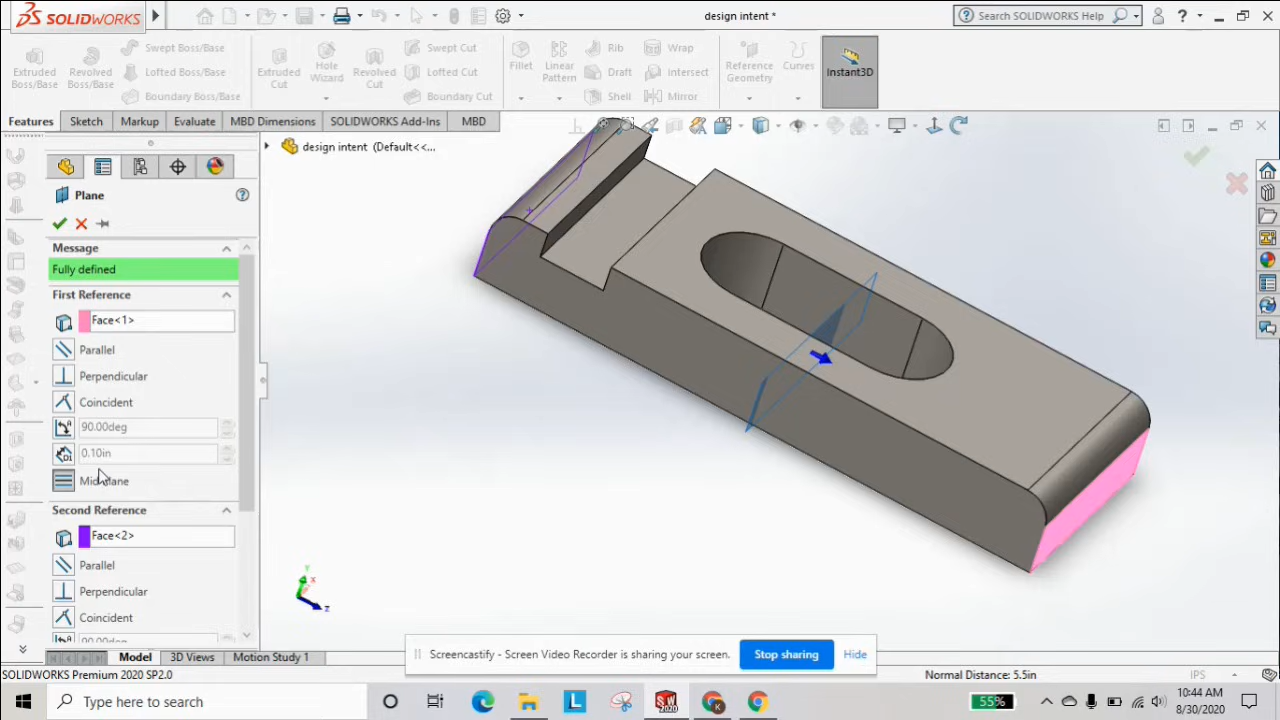 SOLIDWORKS
design intent *
Search SOLIDWORKS Help
Extruded Boss/Base
Revolved Boss/Base
Swept Boss/Base
Lofted Boss/Base
Boundary Boss/Base
Extruded Cut
Hole Wizard
Revolved Cut
Swept Cut
Lofted Cut
Boundary Cut
Fillet
Linear Pattern
Rib
Draft
Shell
Wrap
Intersect
Mirror
Reference Geometry
Curves
Instant3D
Features
Sketch
Markup
Evaluate
MBD Dimensions
SOLIDWORKS Add-Ins
MBD
design intent (Default<<...
Plane
Message
Fully defined
First Reference
Face<1>
Parallel
Perpendicular
Coincident
90.00deg
0.10in
Second Reference
Face<2>
Parallel
Perpendicular
Coincident
90.00deg
Y
X
Z
Model
3D Views
Motion Study 1
Screencastify - Screen Video Recorder is sharing your screen.
Stop sharing
Hide
SOLIDWORKS Premium 2020 SP2.0
Normal Distance: 5.5in
IPS
Type here to search
55%
10:44 AM
8/30/2020